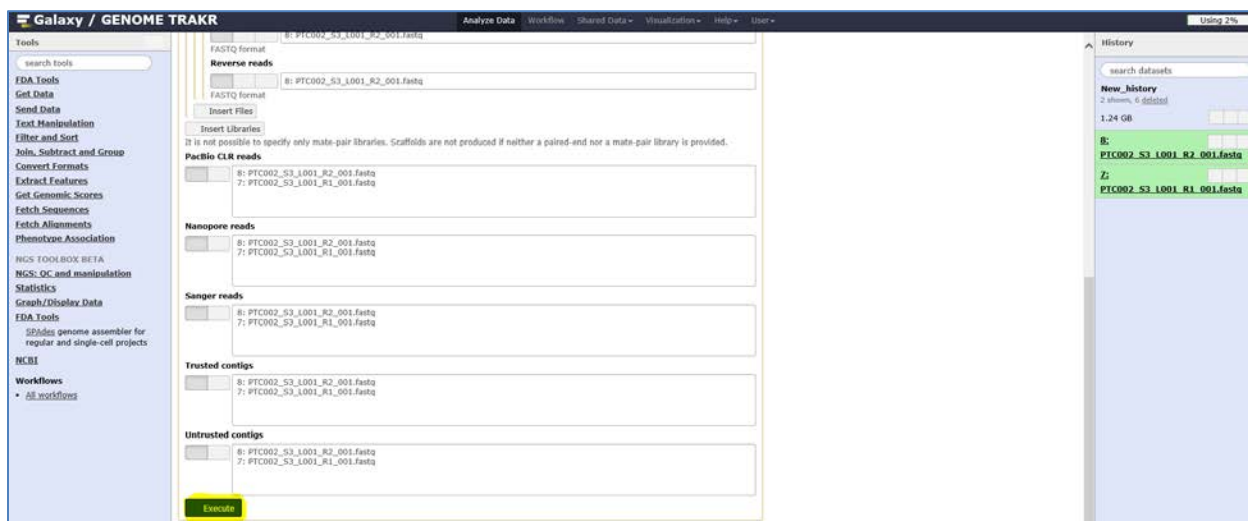 Galaxy / GENOME TRAKR
Analyze Data Workflow Shared Data Visualization Help User
Using 2%
Tools
search tools
FDA Tools
Get Data
Send Data
Text Manipulation
Filter and Sort
Join, Subtract and Group
Convert Formats
Extract Features
Get Genomic Scores
Fetch Sequences
Fetch Alignments
Phenotype Association
NGS TOOLBOX BETA
NGS: QC and manipulation
Statistics
Graph/Display Data
FDA Tools
SPAdes genome assembler for
regular and single-cell projects
NCBI
Workflows
• All workflows
8: PTC002_S3_L001_R2_001.fastq
FASTQ format
Reverse reads
8: PTC002_S3_L001_R2_001.fastq
FASTQ format
Insert Files
Insert Libraries
It is not possible to specify only mate-pair libraries. Scaffolds are not produced if neither a paired-end nor a mate-pair library is provided.
PacBio CLR reads
8: PTC002_S3_L001_R2_001.fastq
7: PTC002_S3_L001_R1_001.fastq
Nanopore reads
8: PTC002_S3_L001_R2_001.fastq
7: PTC002_S3_L001_R1_001.fastq
Sanger reads
8: PTC002_S3_L001_R2_001.fastq
7: PTC002_S3_L001_R1_001.fastq
Trusted contigs
8: PTC002_S3_L001_R2_001.fastq
7: PTC002_S3_L001_R1_001.fastq
Untrusted contigs
8: PTC002_S3_L001_R2_001.fastq
7: PTC002_S3_L001_R1_001.fastq
Execute
History
search datasets
New_history
2 shown, 6 deleted
1.24 GB
8:
PTC002_S3_L001_R2_001.fastq
7:
PTC002_S3_L001_R1_001.fastq